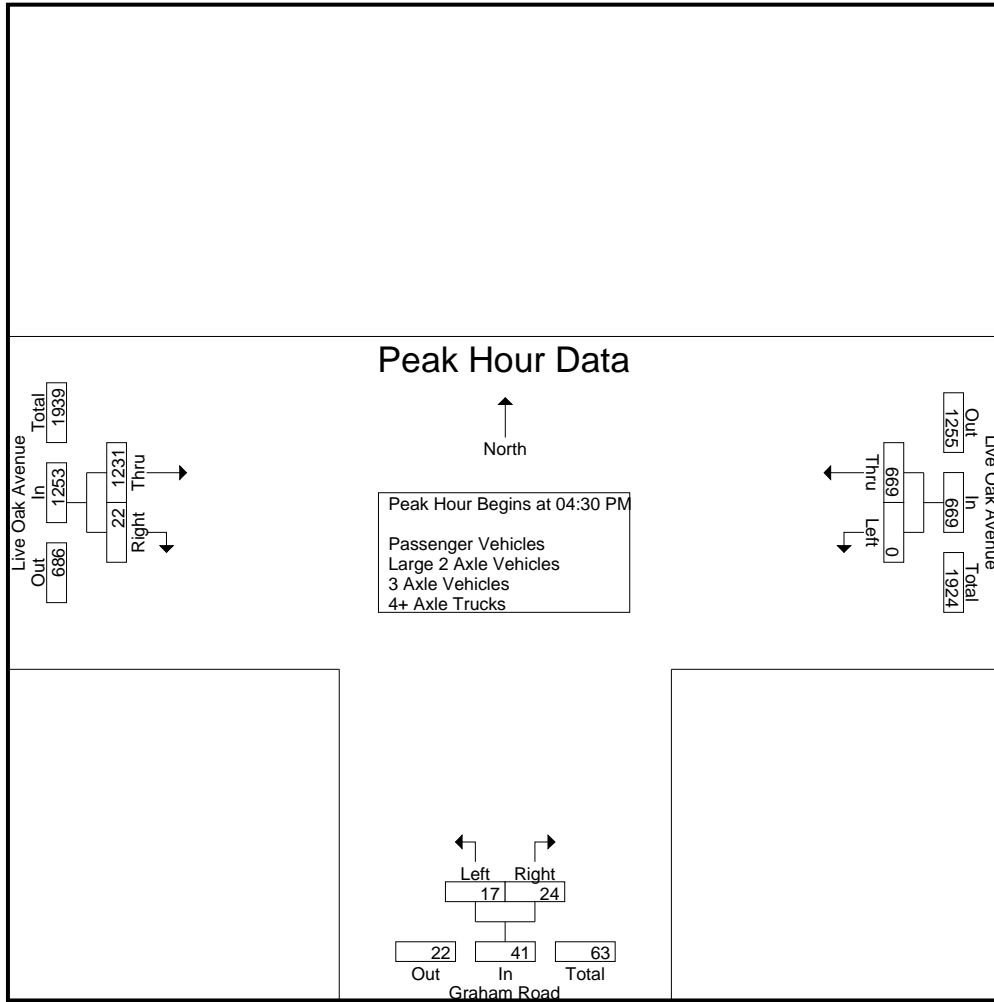 Peak Hour Data
North
Peak Hour Begins at 04:30 PM
Passenger Vehicles
Large 2 Axle Vehicles
3 Axle Vehicles
4+ Axle Trucks
Live Oak Avenue
Out In Total
686 1253 1939
Right Thru
22 1231
Live Oak Avenue
Out In Total
1255 669 1924
Thru Left
669 0
Left Right
17 24
22 41 63
Out In Total
Graham Road